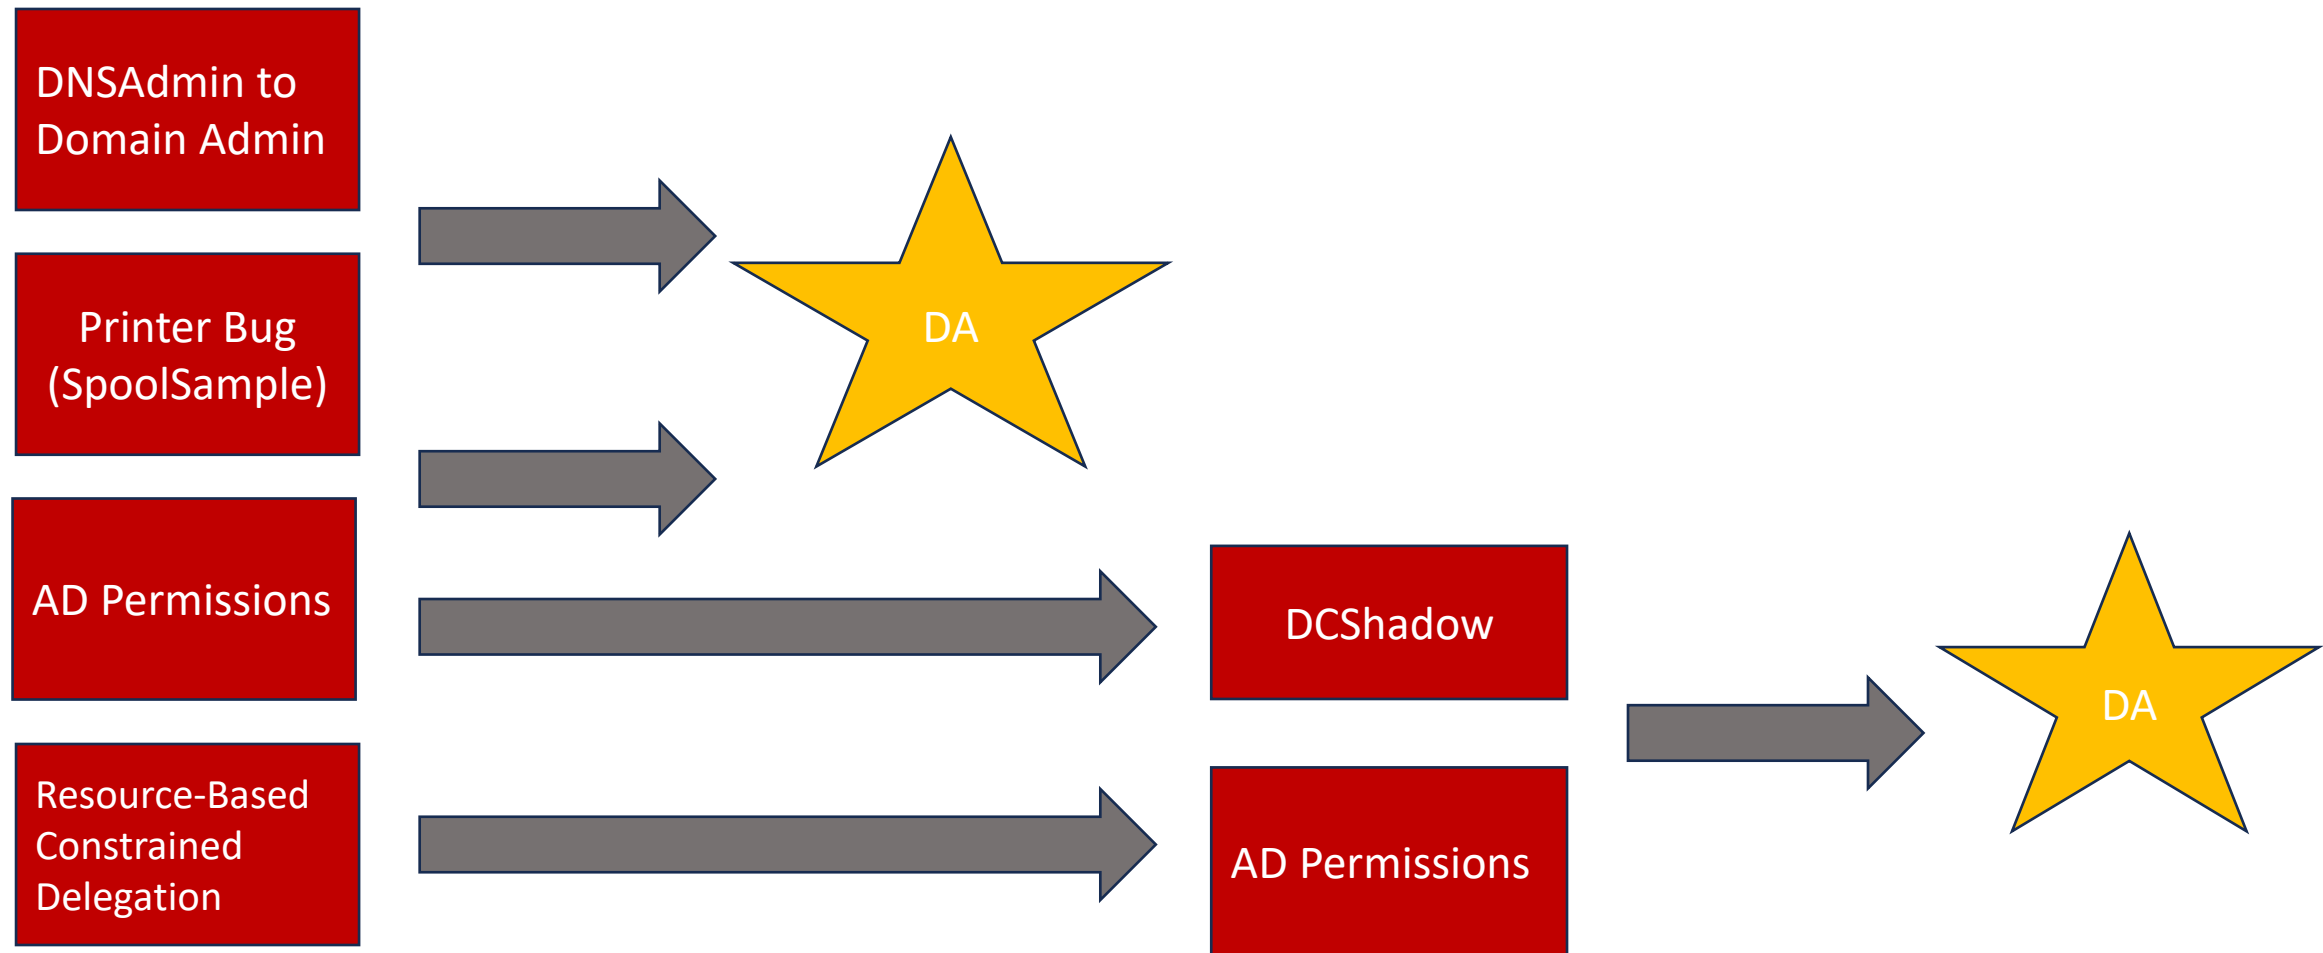 DNSAdmin to
Domain Admin
Printer Bug
(SpoolSample)
DA
AD Permissions
DCShadow
DA
Resource-Based
Constrained
Delegation
AD Permissions